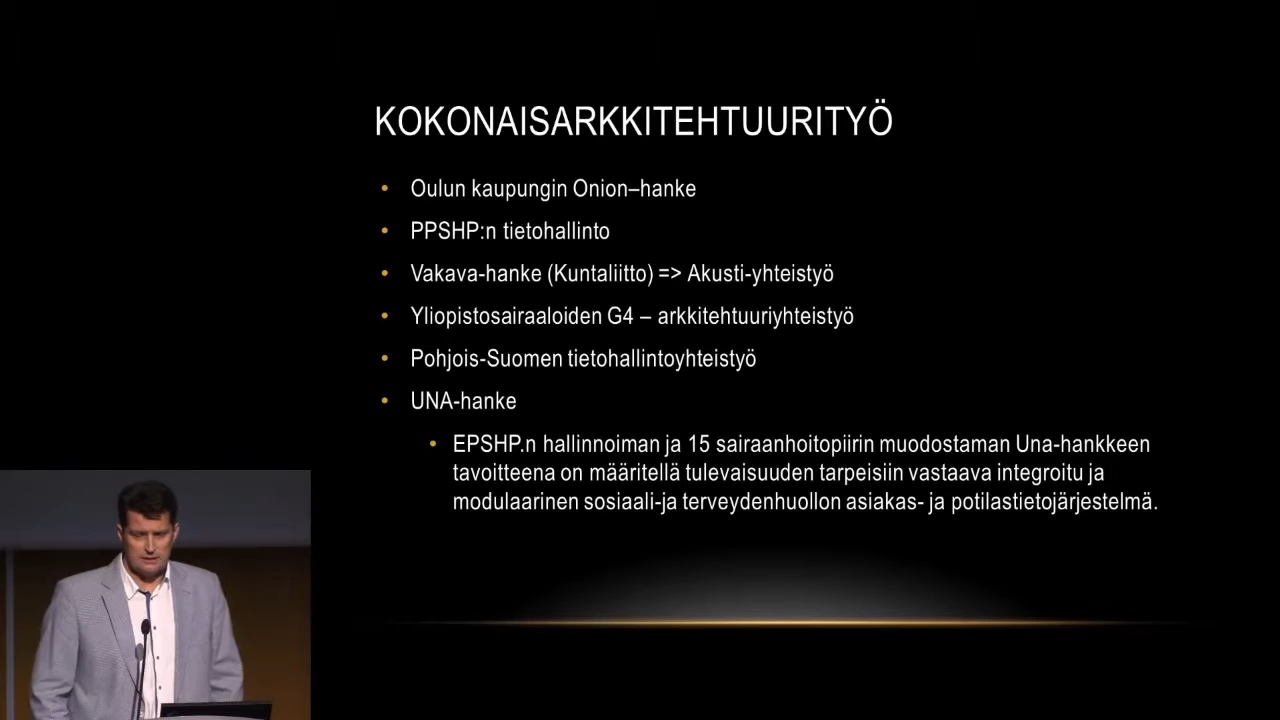 KOKONAISARKKITEHTUURITYÖ
• Oulun kaupungin Onion–hanke
• PPSHP:n tietohallinto
• Vakava-hanke (Kuntaliitto) => Akusti-yhteistyö
• Yliopistosairaaloiden G4 – arkkitehtuuriyhteistyö
• Pohjois-Suomen tietohallintoyhteistyö
• UNA-hanke
• EPSHP.n hallinnoiman ja 15 sairaanhoitopiirin muodostaman Una-hankkeen
tavoitteena on määritellä tulevaisuuden tarpeisiin vastaava integroitu ja
modulaarinen sosiaali-ja terveydenhuollon asiakas- ja potilastietojärjestelmä.